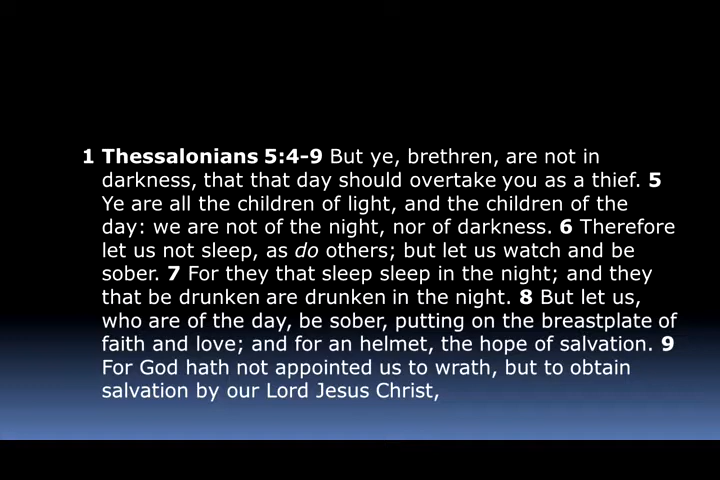 1 Thessalonians 5:4-9 But ye, brethren, are not in
darkness, that that day should overtake you as a thief. 5
Ye are all the children of light, and the children of the
day: we are not of the night, nor of darkness. 6 Therefore
let us not sleep, as do others; but let us watch and be
sober. 7 For they that sleep sleep in the night; and they
that be drunken are drunken in the night. 8 But let us,
who are of the day, be sober, putting on the breastplate of
faith and love; and for an helmet, the hope of salvation. 9
For God hath not appointed us to wrath, but to obtain
salvation by our Lord Jesus Christ,